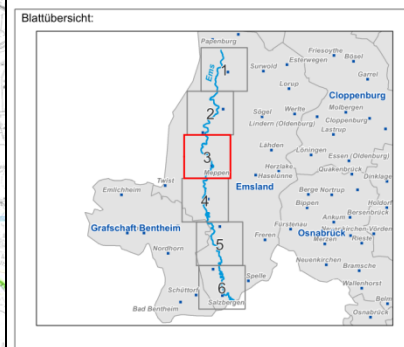 Blattübersicht:
Papenburg
Ems
1
Surwold
Friesoythe
Esterwegen
Bösel
Garrel
Lorup
Cloppenburg
2
Sögel
Werlte
Molbergen
Cloppenburg
Lindern (Oldenburg)
Lastrup
3
Lähden
Löningen
Essen (Oldenburg)
Meppen
Herzlake
Haselünne
Quakenbrück
Dinklage
Twist
Emlichheim
Emsland
Berge
Nortrup
4
Bippen
Holdorf
Bersenbrück
Ankum
Fürstenau
Neuenkirchen-Vörden
Grafschaft Bentheim
Freren
Osnabrück
Merzen
Rieste
5
Nordhorn
Neuenkirchen
Bramsche
Spelle
Wallenhorst
Schüttorf
6
Salzbergen
Belm
Bad Bentheim
Osnabrück